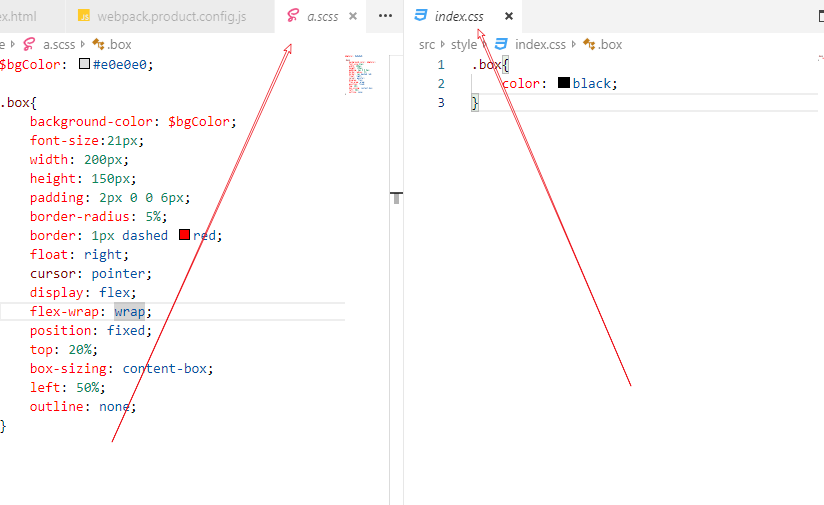 ex.html
webpack.product.config.js
a.scss
index.css
e > a.scss > .box
src > style > index.css > .box
$bgColor: #e0e0e0;
.box{
background-color: $bgColor;
font-size:21px;
width: 200px;
height: 150px;
padding: 2px 0 0 6px;
border-radius: 5%;
border: 1px dashed red;
float: right;
cursor: pointer;
display: flex;
flex-wrap: wrap;
position: fixed;
top: 20%;
box-sizing: content-box;
left: 50%;
outline: none;
}
1 .box{
2 color: black;
3 }